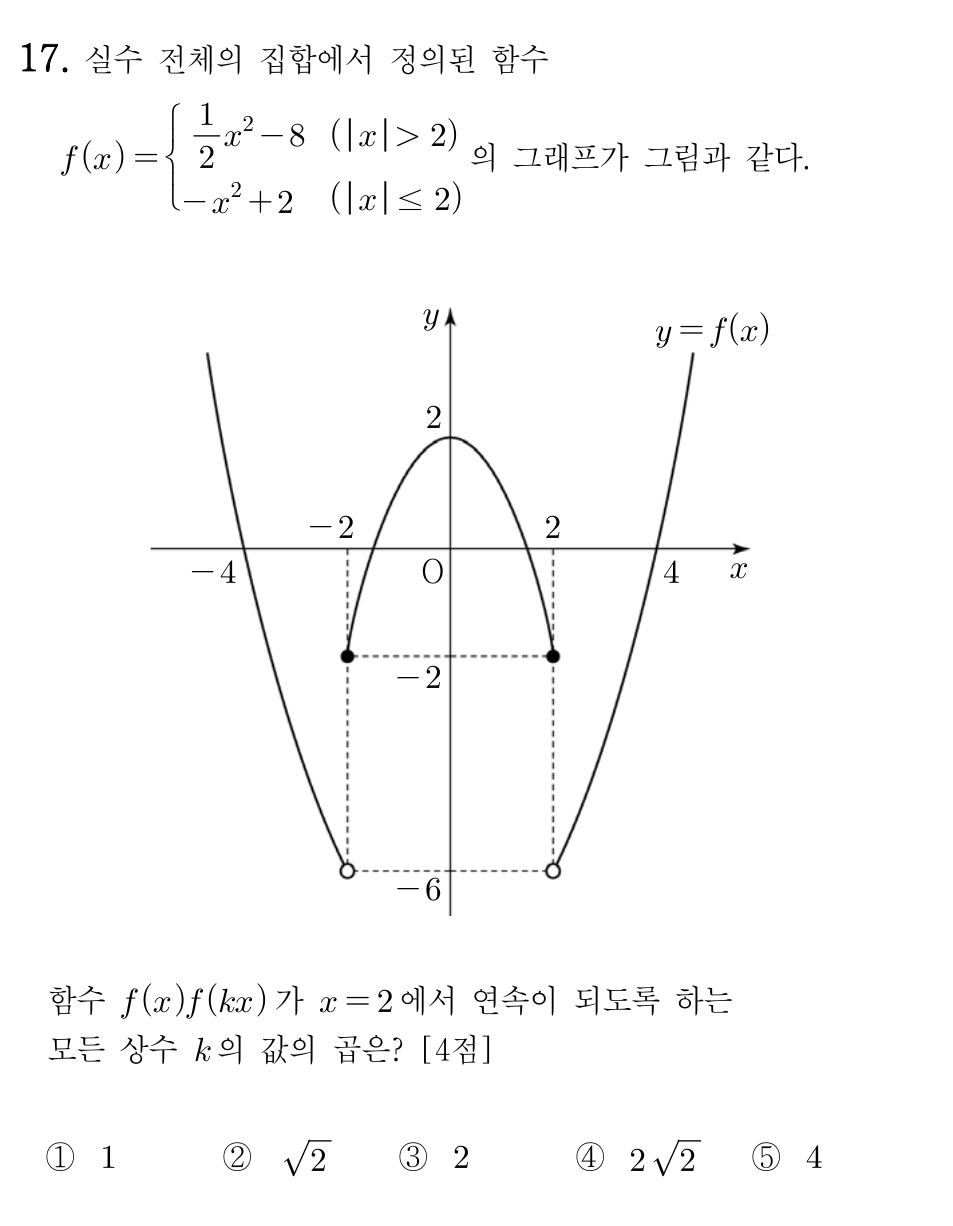 17. 실수 전체의 집합에서 정의된 함수
f(x)={ 1/2 x²-8 (|x|>2)
-x²+2 (|x|≤2) 의 그래프가 그림과 같다.
y
y=f(x)
2
-2 2
-4 O 4 x
-2
-6
함수 f(x)f(kx)가 x=2에서 연속이 되도록 하는
모든 상수 k의 값의 곱은? [4점]
① 1 ② √2 ③ 2 ④ 2√2 ⑤ 4